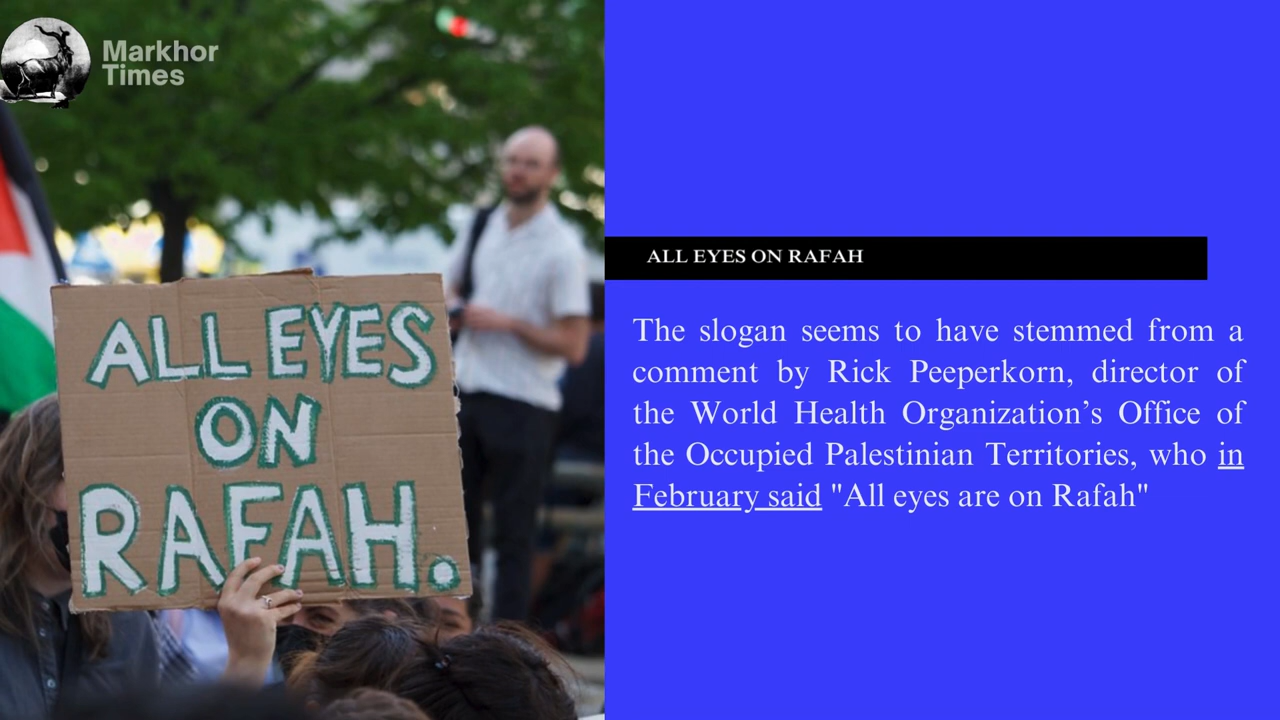 Markhor
Times
ALL EYES
ON
RAFAH.
ALL EYES ON RAFAH
The slogan seems to have stemmed from a
comment by Rick Peeperkorn, director of
the World Health Organization’s Office of
the Occupied Palestinian Territories, who in
February said "All eyes are on Rafah"